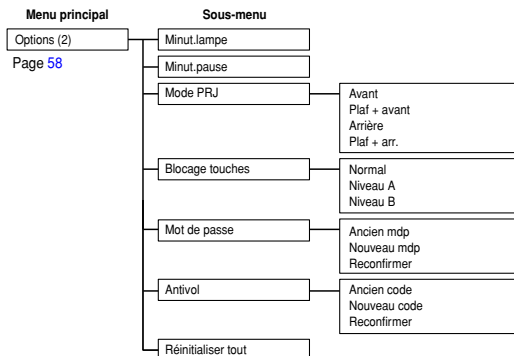 Menu principal
Sous-menu
Options (2)
Page 58
Minut.lampe
Minut.pause
Mode PRJ
Avant
Plaf + avant
Arrière
Plaf + arr.
Blocage touches
Normal
Niveau A
Niveau B
Mot de passe
Ancien mdp
Nouveau mdp
Reconfirmer
Antivol
Ancien code
Nouveau code
Reconfirmer
Réinitialiser tout